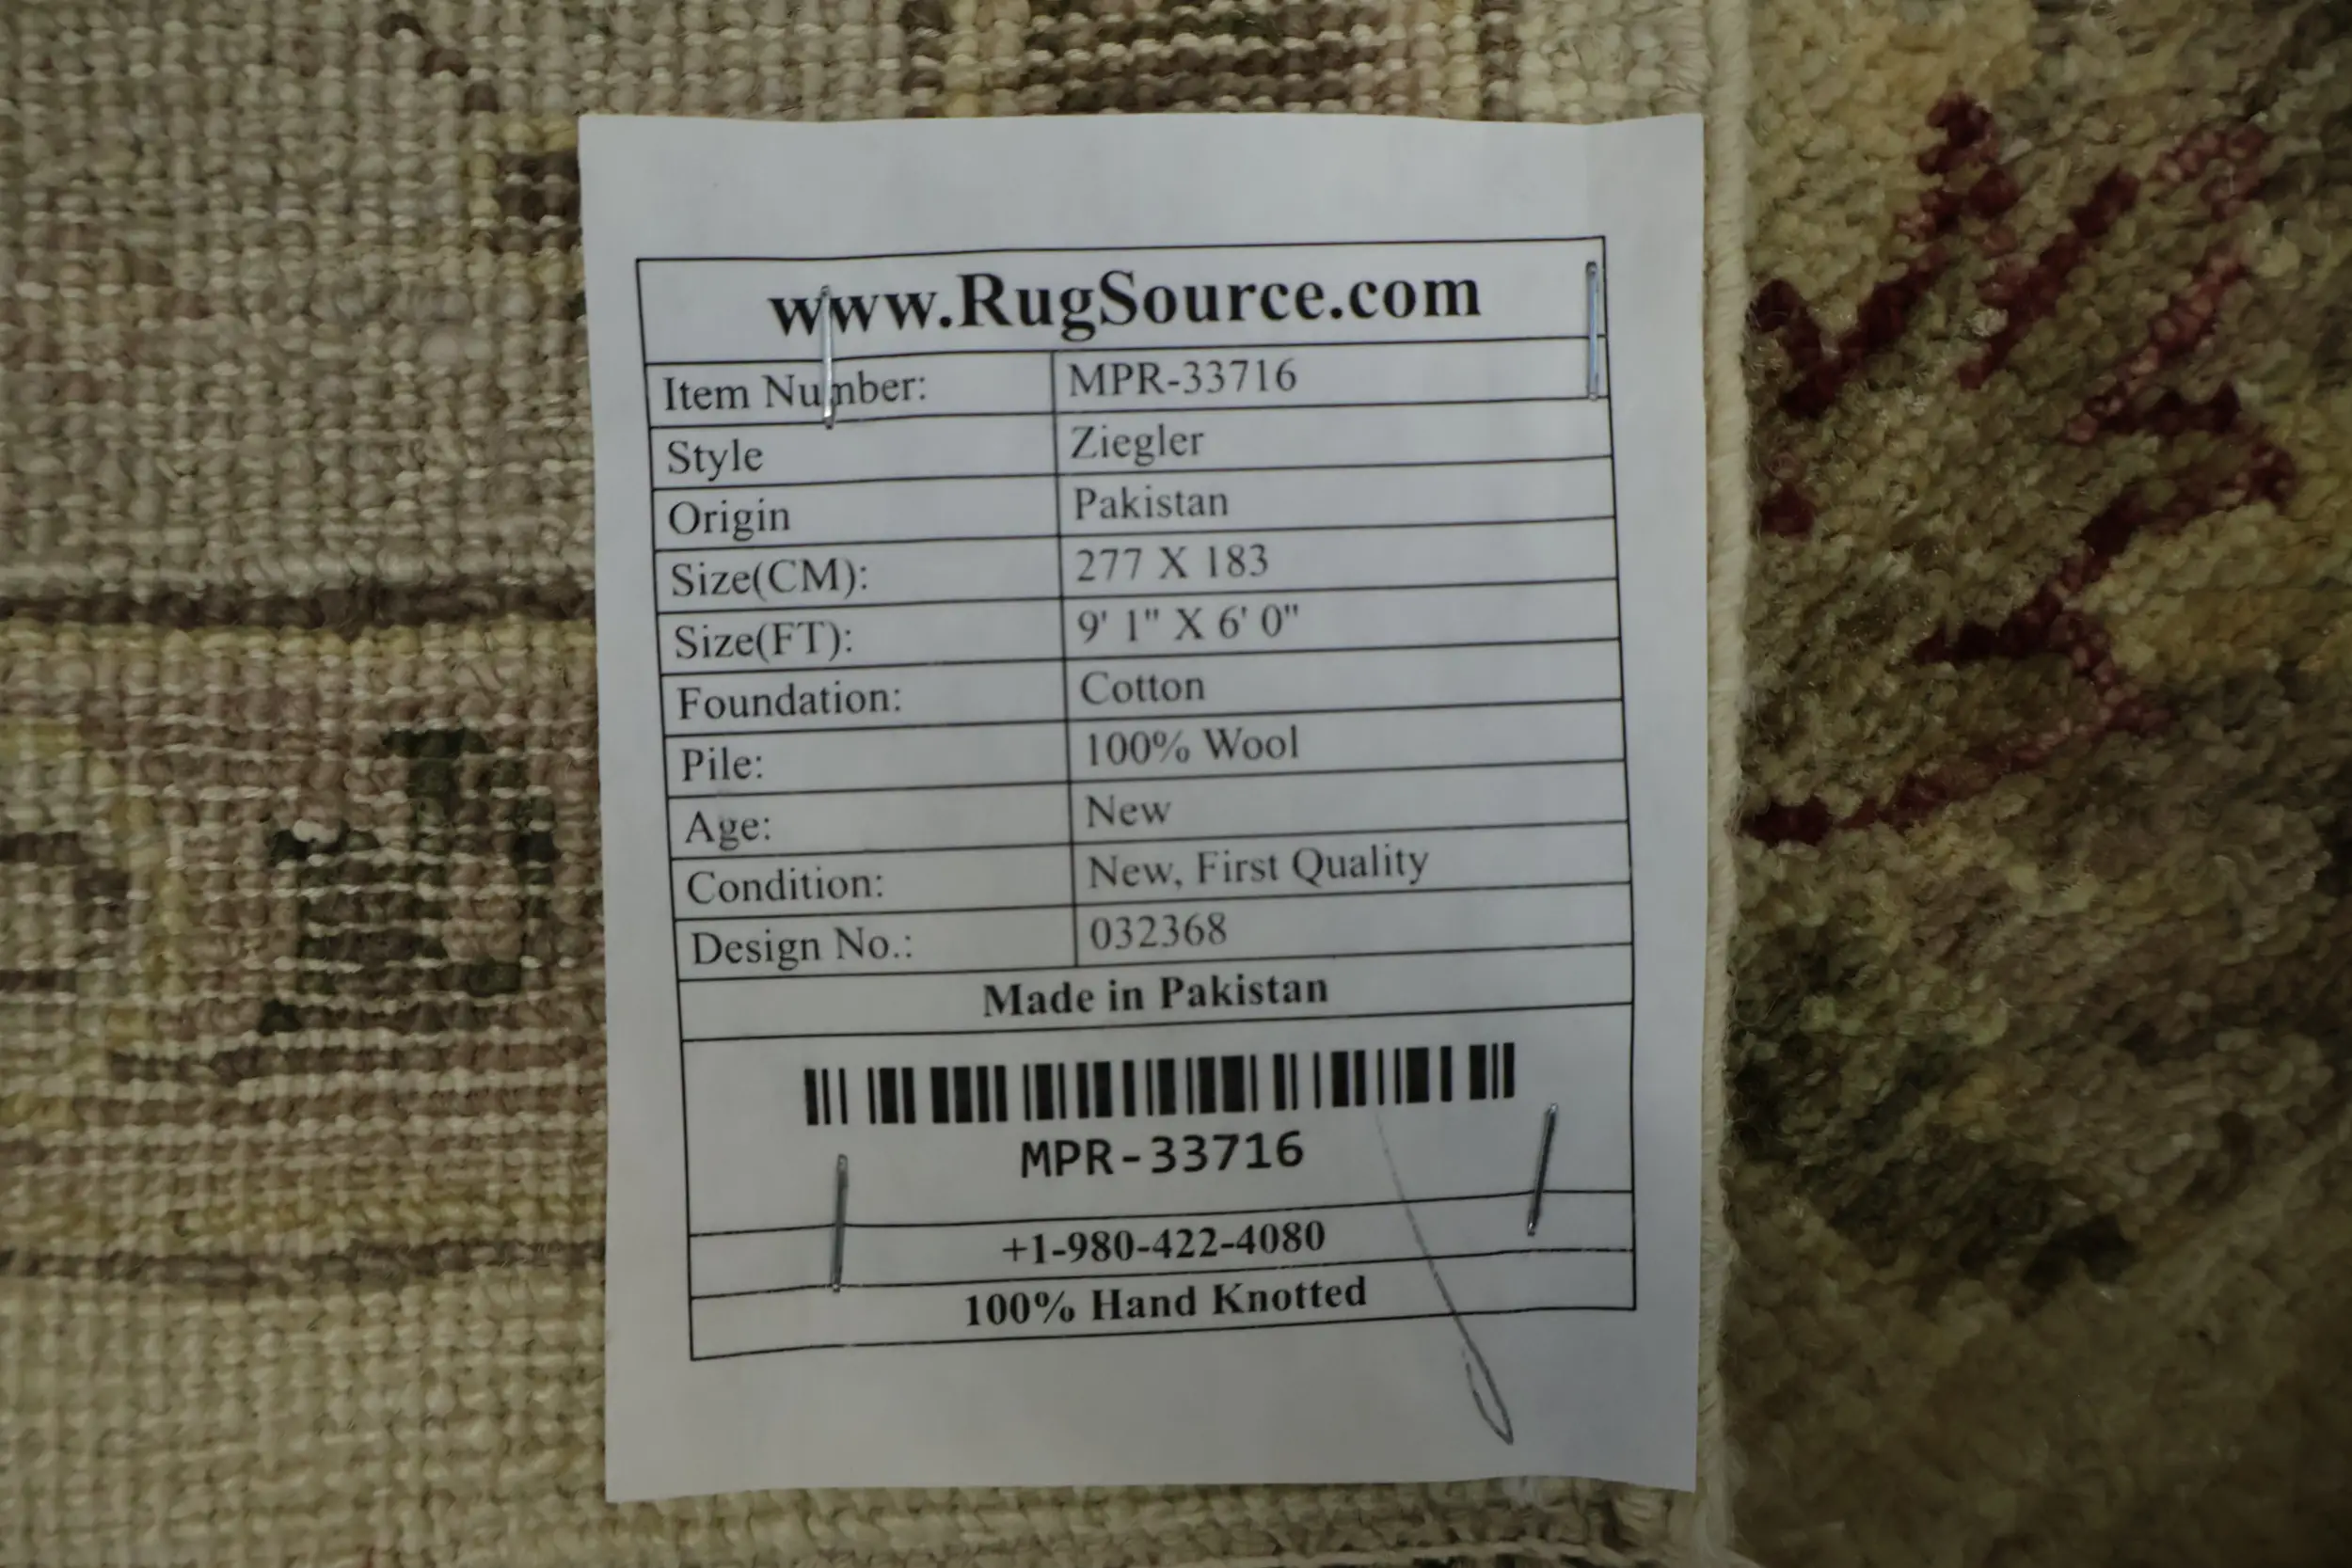 www.RugSource.com
Item Number: MPR-33716
Style Ziegler
Origin Pakistan
Size(CM): 277 X 183
Size(FT): 9' 1" X 6' 0"
Foundation: Cotton
Pile: 100% Wool
Age: New
Condition: New, First Quality
Design No.: 032368
Made in Pakistan
MPR-33716
+1-980-422-4080
100% Hand Knotted